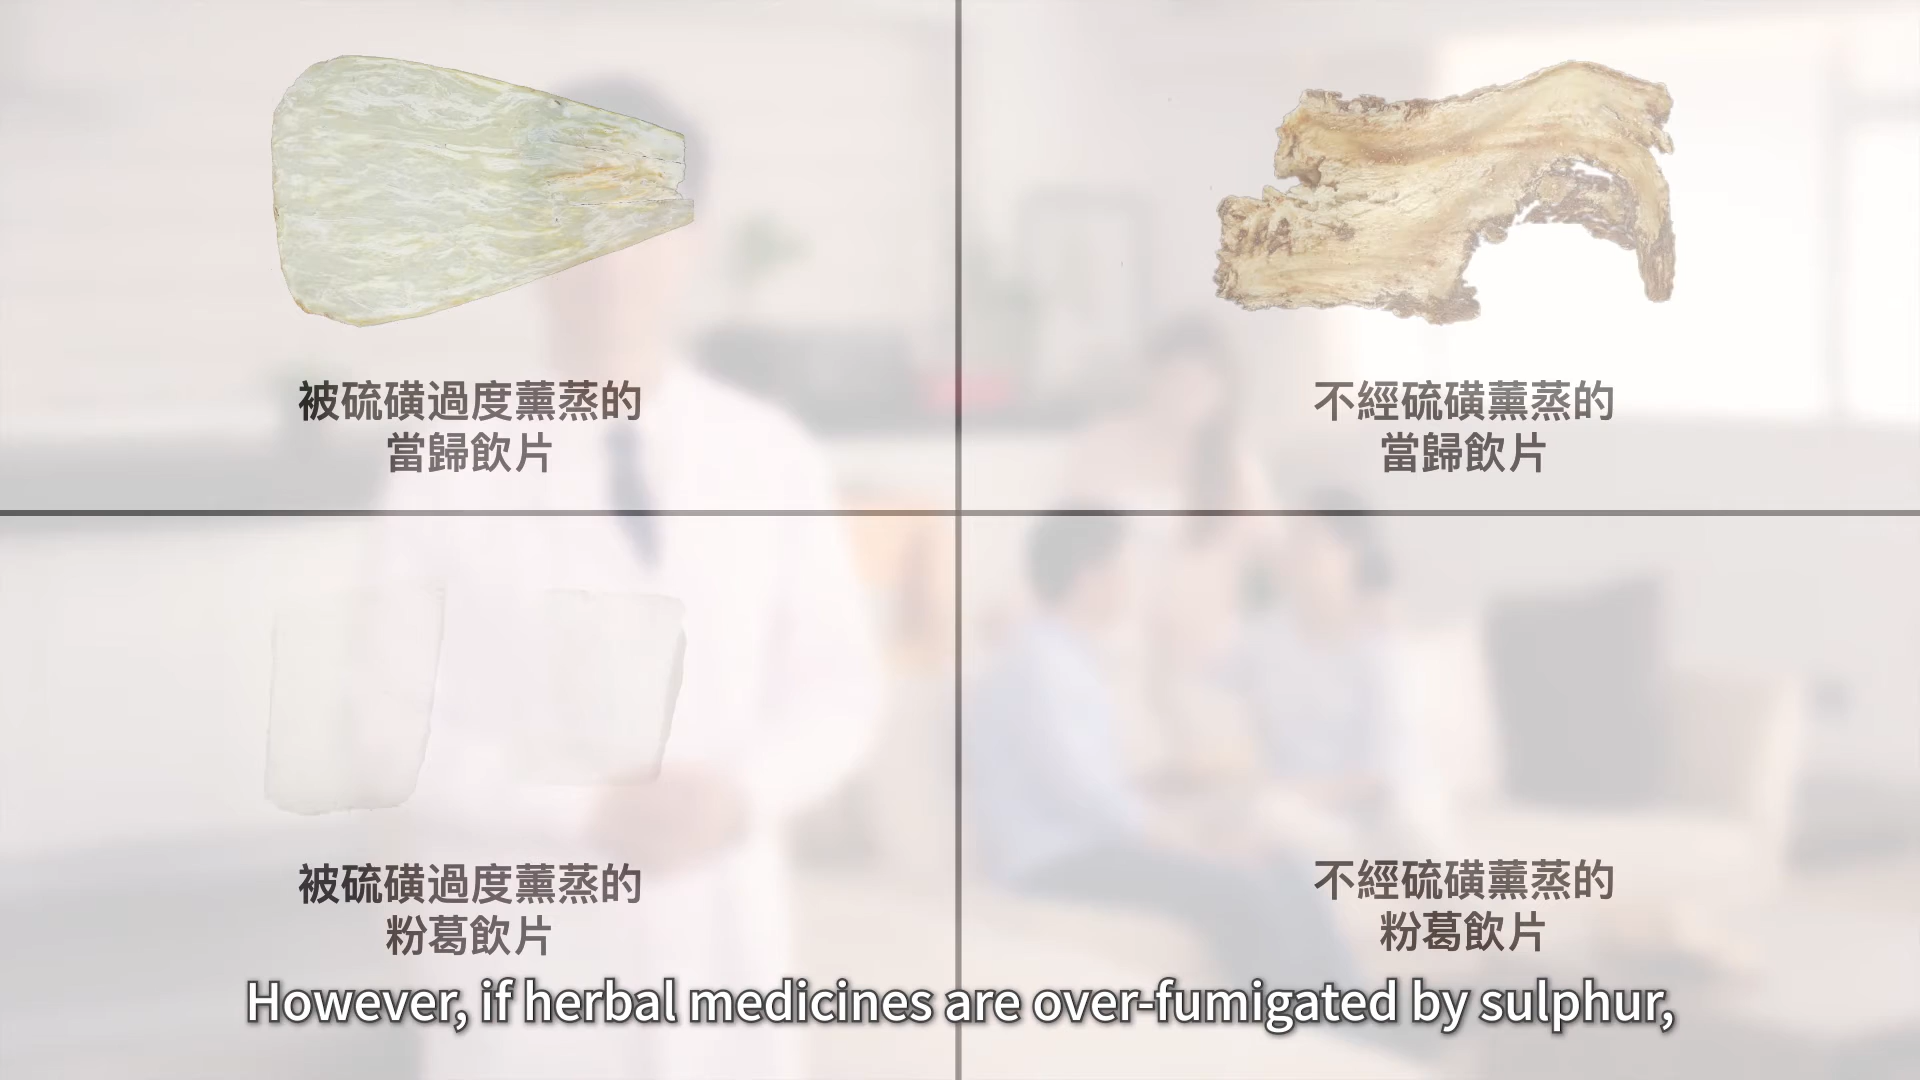 被硫磺過度薰蒸的
當歸飲片
不經硫磺薰蒸的
當歸飲片
被硫磺過度薰蒸的
粉葛飲片
不經硫磺薰蒸的
粉葛飲片
However, if herbal medicines are over-fumigated by sulphur,